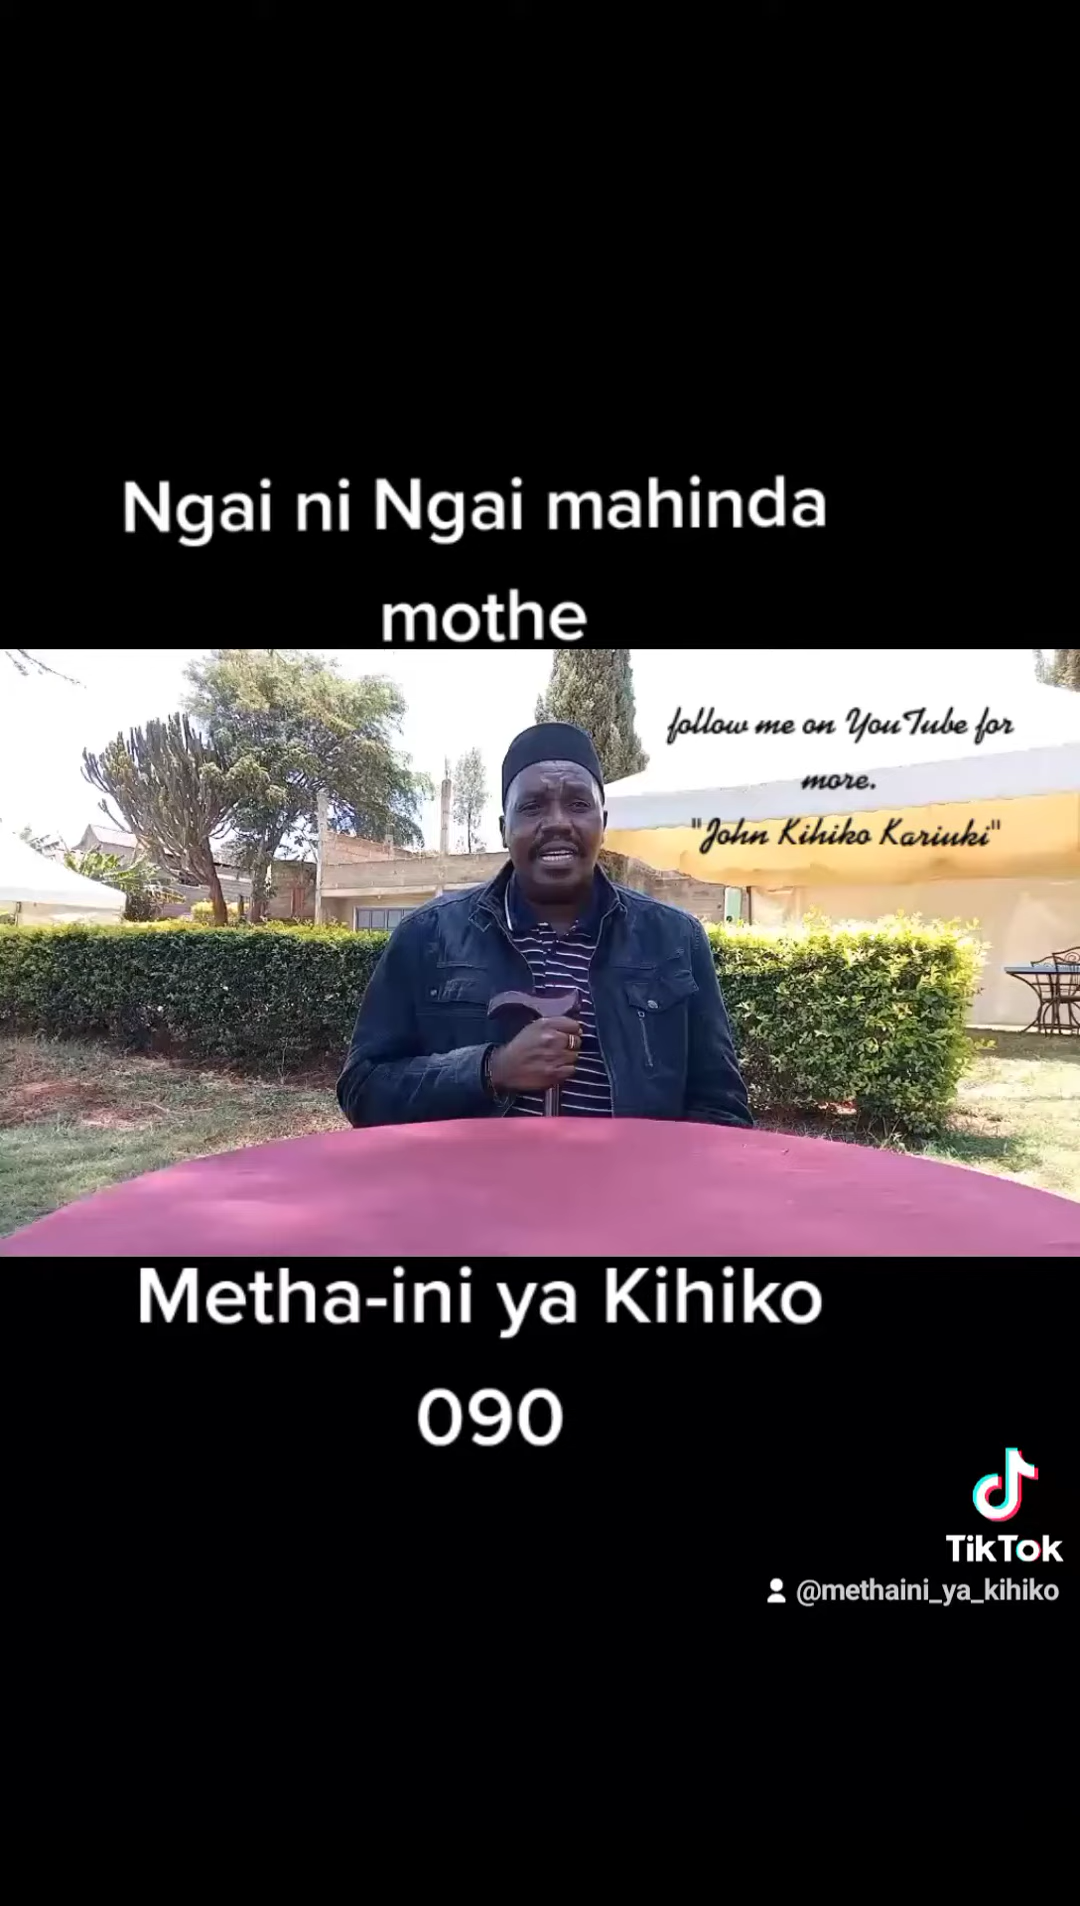 Ngai ni Ngai mahinda
mothe
follow me on YouTube for
more.
"John Kihiko Kariuki"
Metha-ini ya Kihiko
090
TikTok
@methaini_ya_kihiko